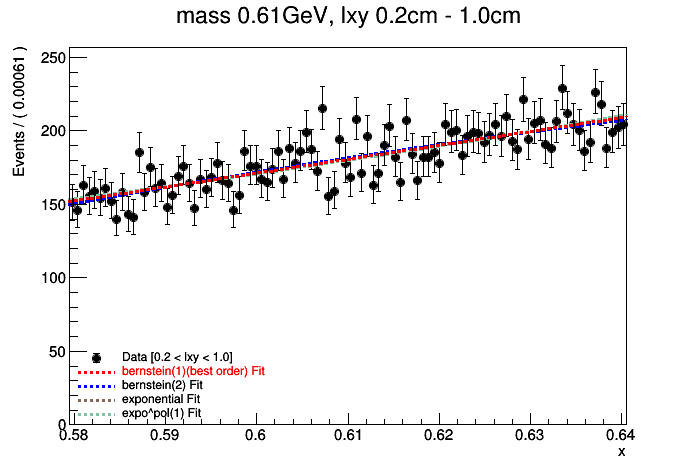 mass 0.61GeV, lxy 0.2cm - 1.0cm
Events / ( 0.00061 )
250
200
150
100
50
0
Data [0.2 < lxy < 1.0]
bernstein(1)(best order) Fit
bernstein(2) Fit
exponential Fit
expo^pol(1) Fit
0.58 0.59 0.6 0.61 0.62 0.63 0.64
x